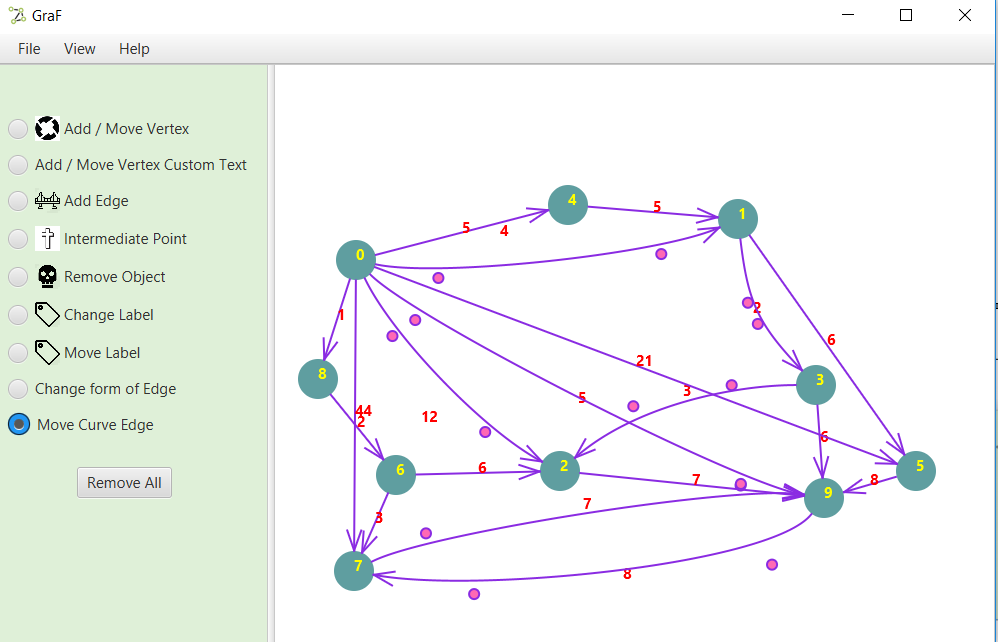 GraF
File View Help
Add / Move Vertex
Add / Move Vertex Custom Text
Add Edge
Intermediate Point
Remove Object
Change Label
Move Label
Change form of Edge
Move Curve Edge
Remove All
4
5
1
5
4
0
1
2
6
21
8
3
3
5
44
12
2
6
6
6
2
5
7
8
9
7
3
7
8